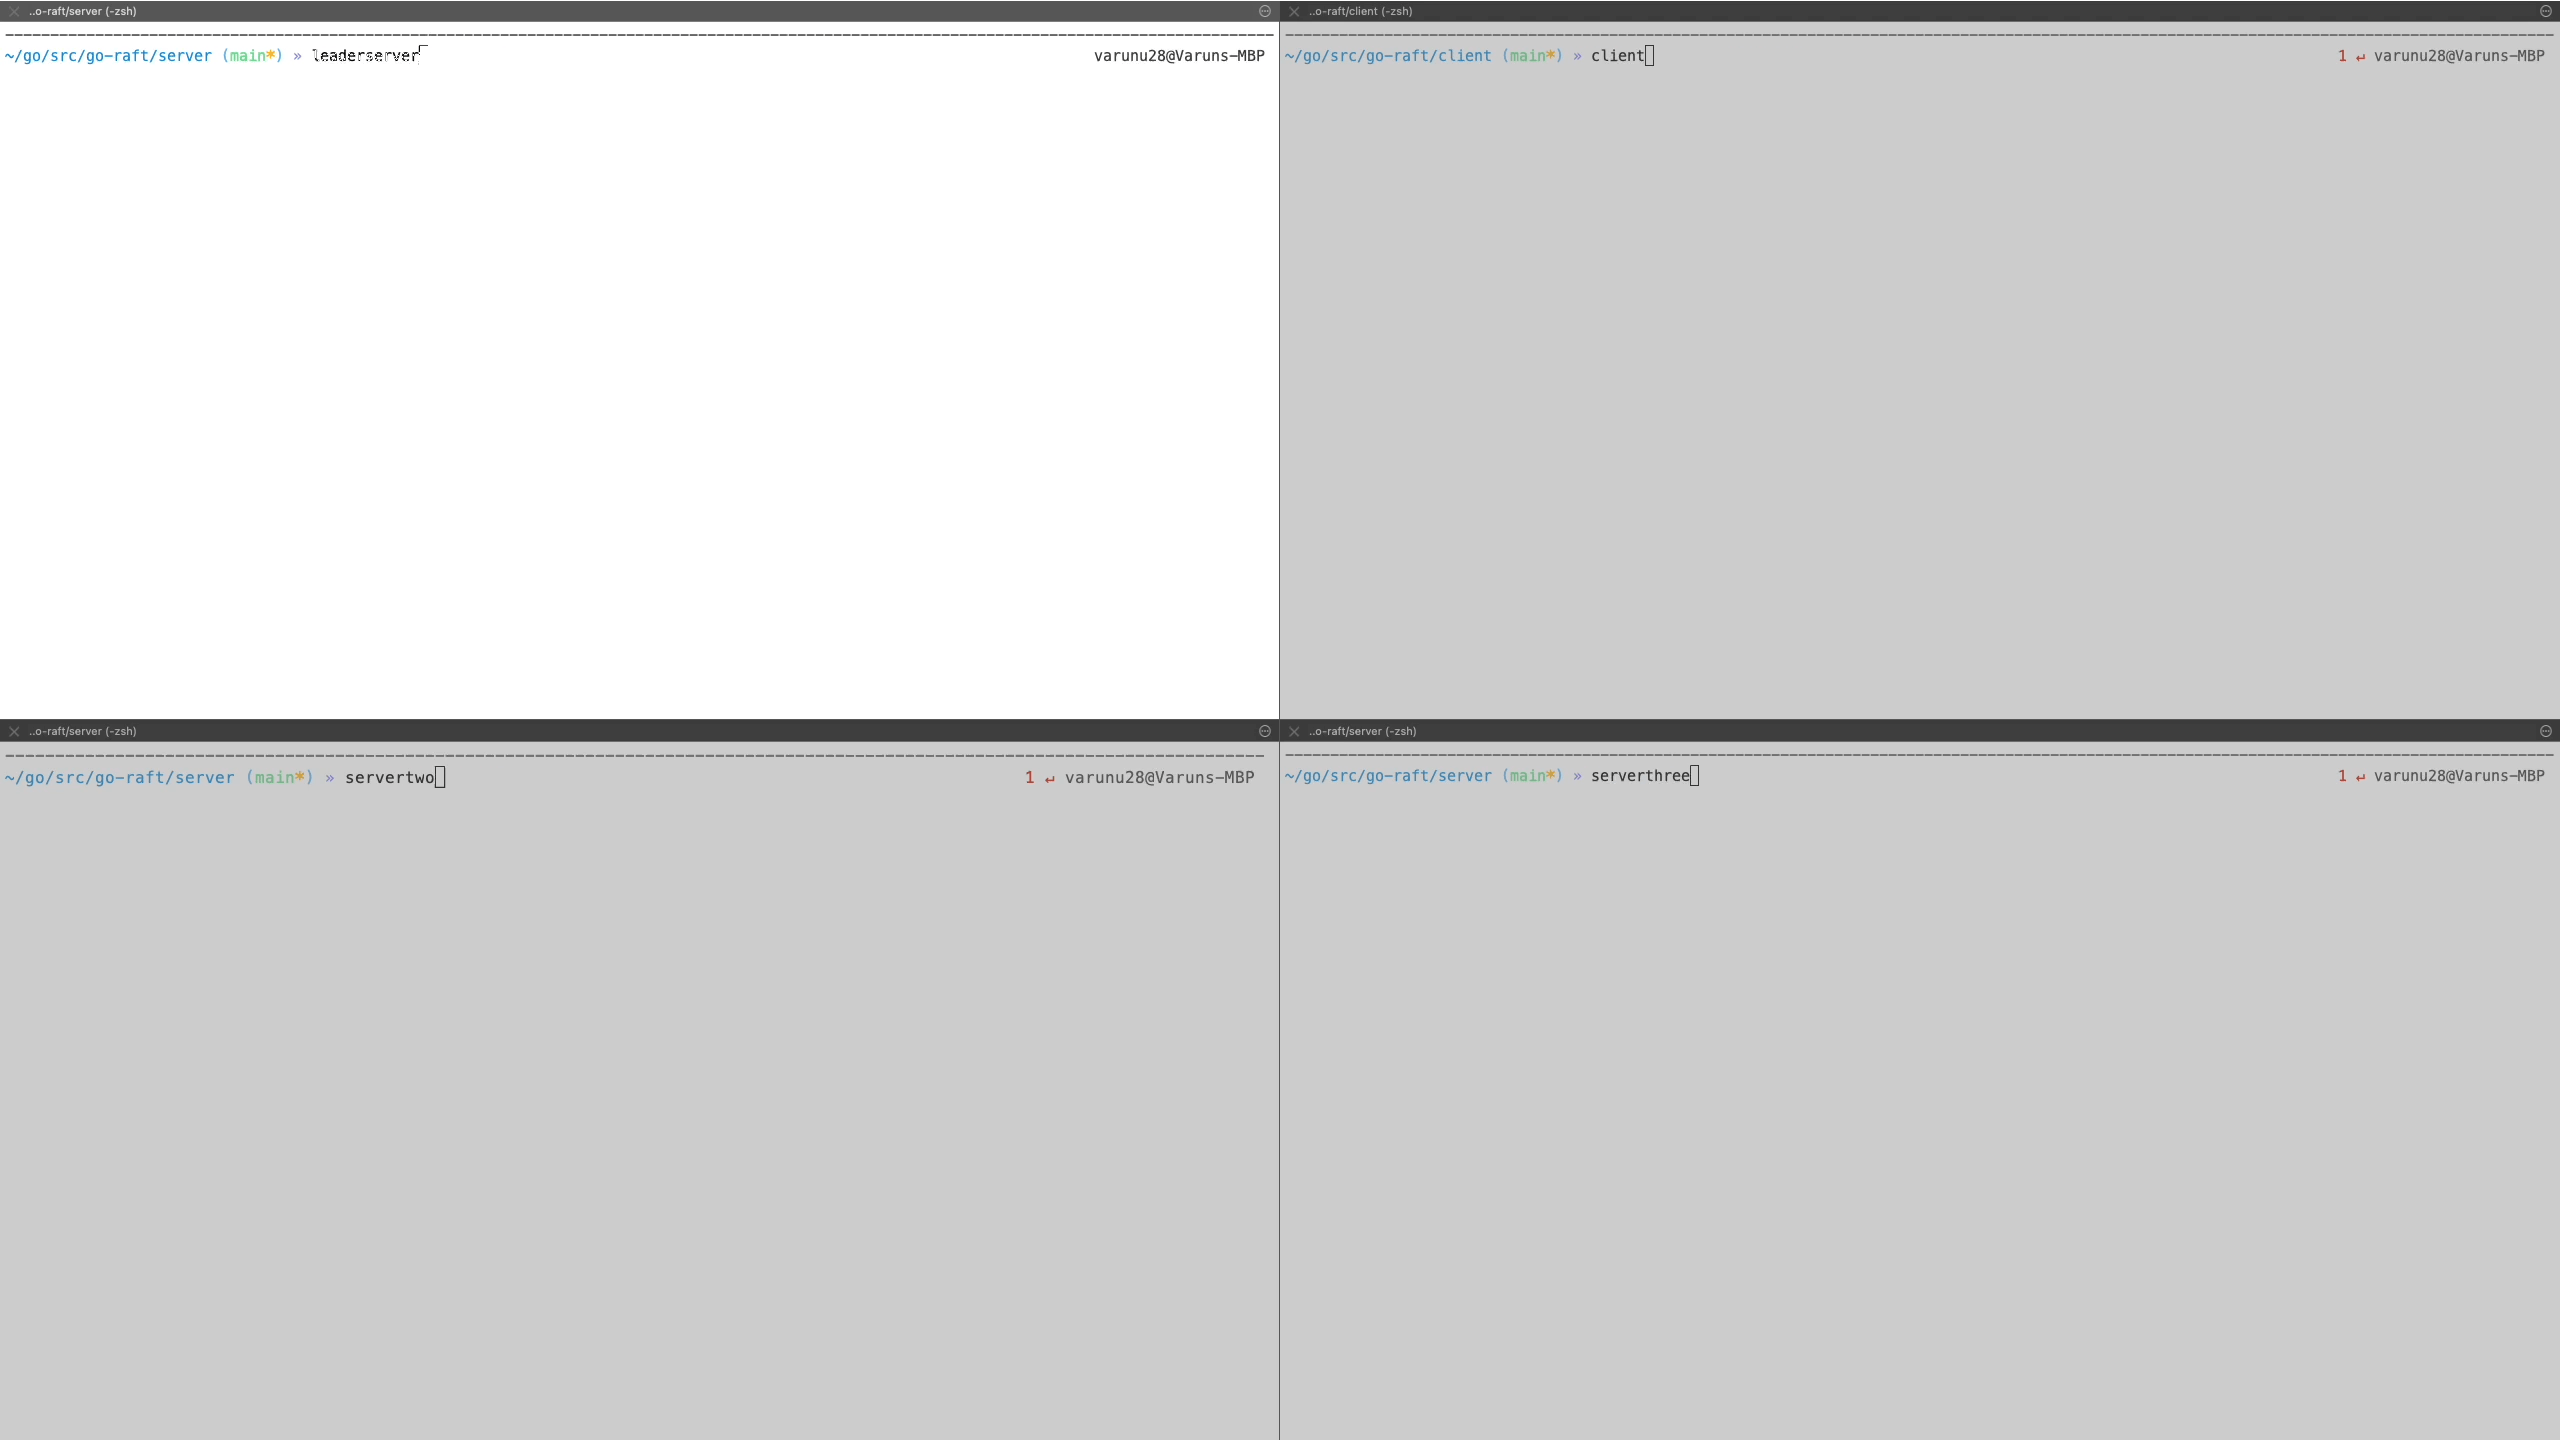 ..o-raft/server (-zsh)
~/go/src/go-raft/server (main*) » leaderserver varunu28@Varuns-MBP
..o-raft/client (-zsh)
~/go/src/go-raft/client (main*) » client 1 ↵ varunu28@Varuns-MBP
..o-raft/server (-zsh)
~/go/src/go-raft/server (main*) » servertwo 1 ↵ varunu28@Varuns-MBP
..o-raft/server (-zsh)
~/go/src/go-raft/server (main*) » serverthree 1 ↵ varunu28@Varuns-MBP